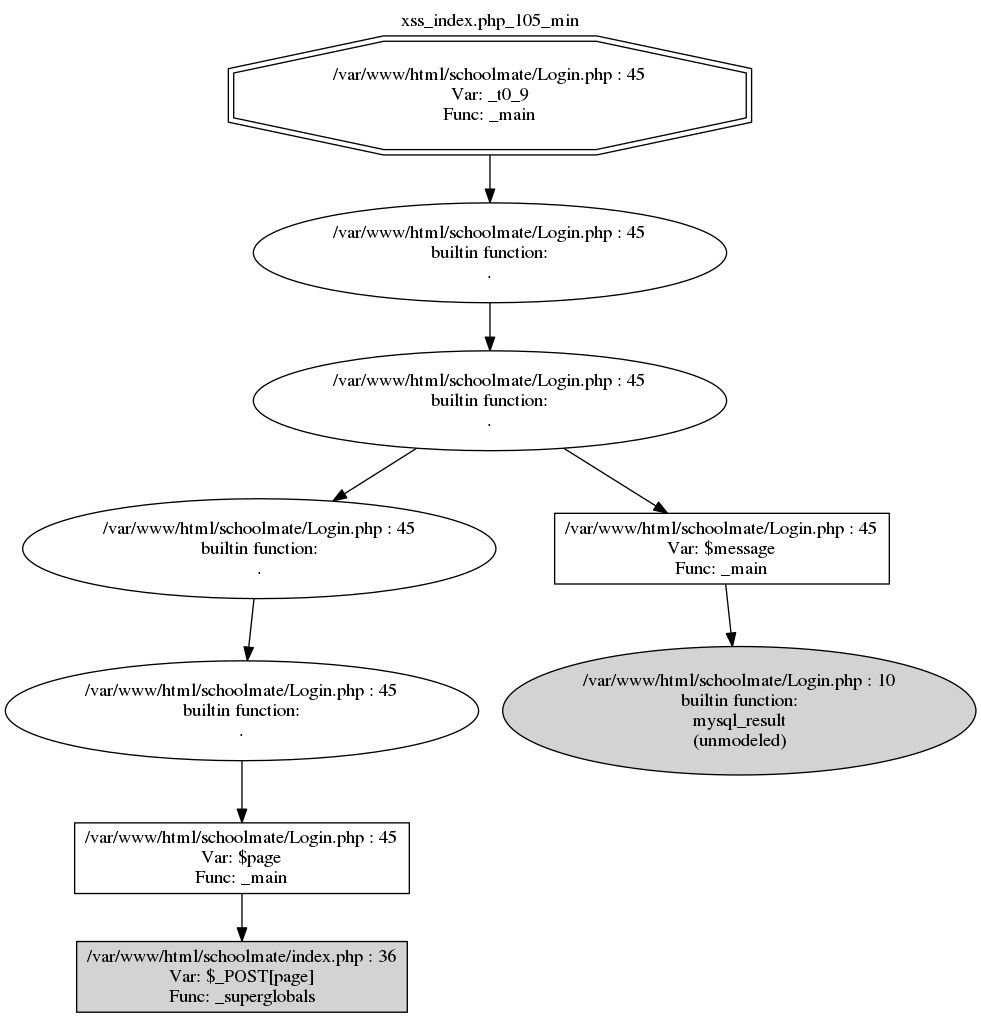 xss_index.php_105_min
/var/www/html/schoolmate/Login.php : 45
Var: _t0_9
Func: _main
/var/www/html/schoolmate/Login.php : 45
builtin function:
.
/var/www/html/schoolmate/Login.php : 45
builtin function:
.
/var/www/html/schoolmate/Login.php : 45
builtin function:
.
/var/www/html/schoolmate/Login.php : 45
Var: $message
Func: _main
/var/www/html/schoolmate/Login.php : 45
builtin function:
.
/var/www/html/schoolmate/Login.php : 10
builtin function:
mysql_result
(unmodeled)
/var/www/html/schoolmate/Login.php : 45
Var: $page
Func: _main
/var/www/html/schoolmate/index.php : 36
Var: $_POST[page]
Func: _superglobals